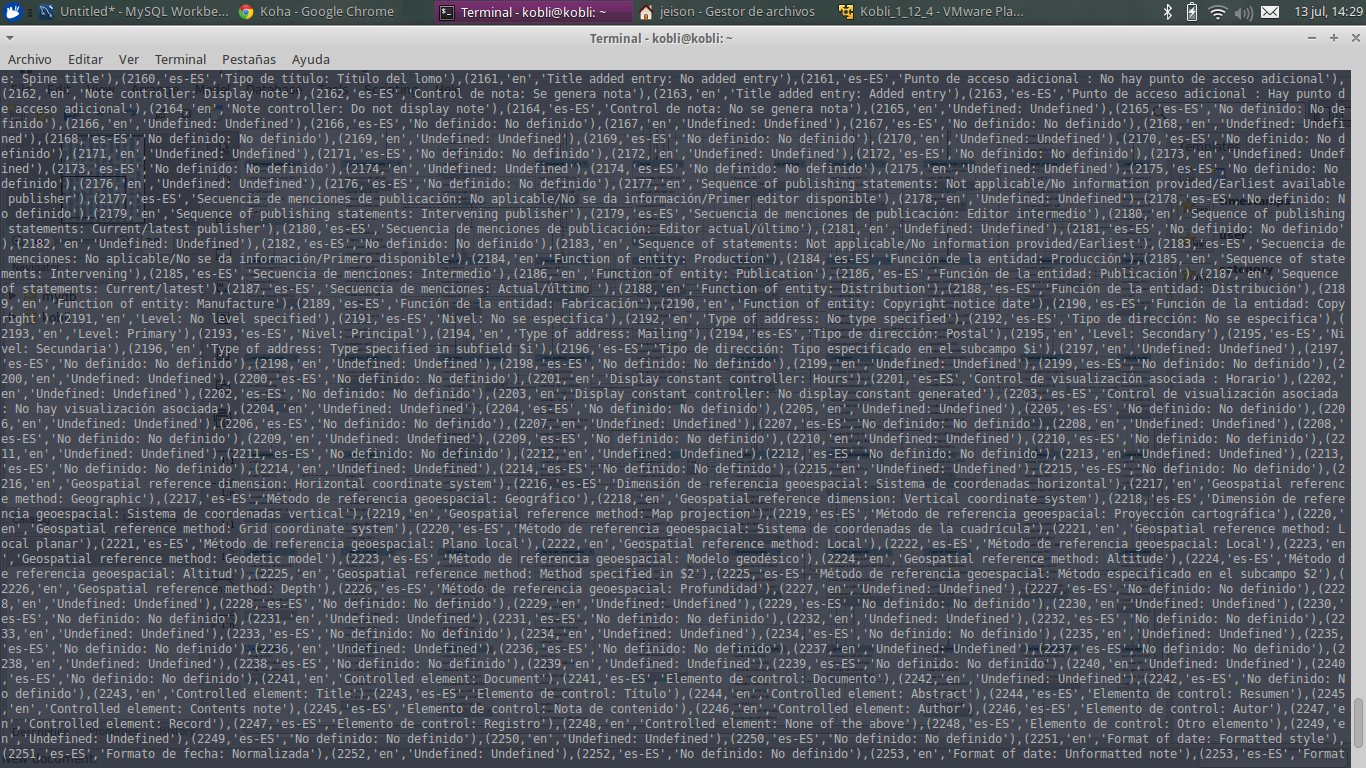 Untitled* - MySQL Workbe...
Koha - Google Chrome
Terminal - kobli@kobli: ~
jeison - Gestor de archivos
Kobli_1_12_4 - VMware Pla...
13 jul, 14:29
Terminal - kobli@kobli: ~
Archivo Editar Ver Terminal Pestañas Ayuda
e: Spine title'),(2160,'es-ES','Tipo de título: Título del lomo'),(2161,'en','Title added entry: No added entry'),(2161,'es-ES','Punto de acceso adicional : No hay punto de acceso adicional'),
(2162,'en','Note controller: Display note'),(2162,'es-ES','Control de nota: Se genera nota'),(2163,'en','Title added entry: Added entry'),(2163,'es-ES','Punto de acceso adicional : Hay punto d
e acceso adicional'),(2164,'en','Note controller: Do not display note'),(2164,'es-ES','Control de nota: No se genera nota'),(2165,'en','Undefined: Undefined'),(2165,'es-ES','No definido: No de
finido'),(2166,'en','Undefined: Undefined'),(2166,'es-ES','No definido: No definido'),(2167,'en','Undefined: Undefined'),(2167,'es-ES','No definido: No definido'),(2168,'en','Undefined: Undefi
ned'),(2168,'es-ES','No definido: No definido'),(2169,'en','Undefined: Undefined'),(2169,'es-ES','No definido: No definido'),(2170,'en','Undefined: Undefined'),(2170,'es-ES','No definido: No d
efinido'),(2171,'en','Undefined: Undefined'),(2171,'es-ES','No definido: No definido'),(2172,'en','Undefined: Undefined'),(2172,'es-ES','No definido: No definido'),(2173,'en','Undefined: Undef
ined'),(2173,'es-ES','No definido: No definido'),(2174,'en','Undefined: Undefined'),(2174,'es-ES','No definido: No definido'),(2175,'en','Undefined: Undefined'),(2175,'es-ES','No definido: No 
definido'),(2176,'en','Undefined: Undefined'),(2176,'es-ES','No definido: No definido'),(2177,'en','Sequence of publishing statements: Not applicable/No information provided/Earliest available
 publisher'),(2177,'es-ES','Secuencia de menciones de publicación: No aplicable/No se da información/Primer editor disponible'),(2178,'en','Undefined: Undefined'),(2178,'es-ES','No definido: N
o definido'),(2179,'en','Sequence of publishing statements: Intervening publisher'),(2179,'es-ES','Secuencia de menciones de publicación: Editor intermedio'),(2180,'en','Sequence of publishing
 statements: Current/latest publisher'),(2180,'es-ES','Secuencia de menciones de publicación: Editor actual/último'),(2181,'en','Undefined: Undefined'),(2181,'es-ES','No definido: No definido'
),(2182,'en','Undefined: Undefined'),(2182,'es-ES','No definido: No definido'),(2183,'en','Sequence of statements: Not applicable/No information provided/Earliest'),(2183,'es-ES','Secuencia de
 menciones: No aplicable/No se da información/Primero disponible'),(2184,'en','Function of entity: Production'),(2184,'es-ES','Función de la entidad: Producción'),(2185,'en','Sequence of state
ments: Intervening'),(2185,'es-ES','Secuencia de menciones: Intermedio'),(2186,'en','Function of entity: Publication'),(2186,'es-ES','Función de la entidad: Publicación'),(2187,'en','Sequence 
of statements: Current/latest'),(2187,'es-ES','Secuencia de menciones: Actual/último '),(2188,'en','Function of entity: Distribution'),(2188,'es-ES','Función de la entidad: Distribución'),(218
9,'en','Function of entity: Manufacture'),(2189,'es-ES','Función de la entidad: Fabricación'),(2190,'en','Function of entity: Copyright notice date'),(2190,'es-ES','Función de la entidad: Copy
right'),(2191,'en','Level: No level specified'),(2191,'es-ES','Nivel: No se especifica'),(2192,'en','Type of address: No type specified'),(2192,'es-ES','Tipo de dirección: No se especifica'),(
2193,'en','Level: Primary'),(2193,'es-ES','Nivel: Principal'),(2194,'en','Type of address: Mailing'),(2194,'es-ES','Tipo de dirección: Postal'),(2195,'en','Level: Secondary'),(2195,'es-ES','Ni
vel: Secundaria'),(2196,'en','Type of address: Type specified in subfield $i'),(2196,'es-ES','Tipo de dirección: Tipo especificado en el subcampo $i'),(2197,'en','Undefined: Undefined'),(2197,
'es-ES','No definido: No definido'),(2198,'en','Undefined: Undefined'),(2198,'es-ES','No definido: No definido'),(2199,'en','Undefined: Undefined'),(2199,'es-ES','No definido: No definido'),(2
200,'en','Undefined: Undefined'),(2200,'es-ES','No definido: No definido'),(2201,'en','Display constant controller: Hours'),(2201,'es-ES','Control de visualización asociada : Horario'),(2202,'
en','Undefined: Undefined'),(2202,'es-ES','No definido: No definido'),(2203,'en','Display constant controller: No display constant generated'),(2203,'es-ES','Control de visualización asociada 
: No hay visualización asociada'),(2204,'en','Undefined: Undefined'),(2204,'es-ES','No definido: No definido'),(2205,'en','Undefined: Undefined'),(2205,'es-ES','No definido: No definido'),(220
6,'en','Undefined: Undefined'),(2206,'es-ES','No definido: No definido'),(2207,'en','Undefined: Undefined'),(2207,'es-ES','No definido: No definido'),(2208,'en','Undefined: Undefined'),(2208,'
es-ES','No definido: No definido'),(2209,'en','Undefined: Undefined'),(2209,'es-ES','No definido: No definido'),(2210,'en','Undefined: Undefined'),(2210,'es-ES','No definido: No definido'),(22
11,'en','Undefined: Undefined'),(2211,'es-ES','No definido: No definido'),(2212,'en','Undefined: Undefined'),(2212,'es-ES','No definido: No definido'),(2213,'en','Undefined: Undefined'),(2213,
'es-ES','No definido: No definido'),(2214,'en','Undefined: Undefined'),(2214,'es-ES','No definido: No definido'),(2215,'en','Undefined: Undefined'),(2215,'es-ES','No definido: No definido'),(2
216,'en','Geospatial reference dimension: Horizontal coordinate system'),(2216,'es-ES','Dimensión de referencia geoespacial: Sistema de coordenadas horizontal'),(2217,'en','Geospatial referenc
e method: Geographic'),(2217,'es-ES','Método de referencia geoespacial: Geográfico'),(2218,'en','Geospatial reference dimension: Vertical coordinate system'),(2218,'es-ES','Dimensión de refere
ncia geoespacial: Sistema de coordenadas vertical'),(2219,'en','Geospatial reference method: Map projection'),(2219,'es-ES','Método de referencia geoespacial: Proyección cartográfica'),(2220,'
en','Geospatial reference method: Grid coordinate system'),(2220,'es-ES','Método de referencia geoespacial: Sistema de coordenadas de la cuadrícula'),(2221,'en','Geospatial reference method: L
ocal planar'),(2221,'es-ES','Método de referencia geoespacial: Plano local'),(2222,'en','Geospatial reference method: Local'),(2222,'es-ES','Método de referencia geoespacial: Local'),(2223,'en
','Geospatial reference method: Geodetic model'),(2223,'es-ES','Método de referencia geoespacial: Modelo geodésico'),(2224,'en','Geospatial reference method: Altitude'),(2224,'es-ES','Método d
e referencia geoespacial: Altitud'),(2225,'en','Geospatial reference method: Method specified in $2'),(2225,'es-ES','Método de referencia geoespacial: Método especificado en el subcampo $2'),(
2226,'en','Geospatial reference method: Depth'),(2226,'es-ES','Método de referencia geoespacial: Profundidad'),(2227,'en','Undefined: Undefined'),(2227,'es-ES','No definido: No definido'),(222
8,'en','Undefined: Undefined'),(2228,'es-ES','No definido: No definido'),(2229,'en','Undefined: Undefined'),(2229,'es-ES','No definido: No definido'),(2230,'en','Undefined: Undefined'),(2230,'
es-ES','No definido: No definido'),(2231,'en','Undefined: Undefined'),(2231,'es-ES','No definido: No definido'),(2232,'en','Undefined: Undefined'),(2232,'es-ES','No definido: No definido'),(22
33,'en','Undefined: Undefined'),(2233,'es-ES','No definido: No definido'),(2234,'en','Undefined: Undefined'),(2234,'es-ES','No definido: No definido'),(2235,'en','Undefined: Undefined'),(2235,
'es-ES','No definido: No definido'),(2236,'en','Undefined: Undefined'),(2236,'es-ES','No definido: No definido'),(2237,'en','Undefined: Undefined'),(2237,'es-ES','No definido: No definido'),(2
238,'en','Undefined: Undefined'),(2238,'es-ES','No definido: No definido'),(2239,'en','Undefined: Undefined'),(2239,'es-ES','No definido: No definido'),(2240,'en','Undefined: Undefined'),(2240
,'es-ES','No definido: No definido'),(2241,'en','Controlled element: Document'),(2241,'es-ES','Elemento de control: Documento'),(2242,'en','Undefined: Undefined'),(2242,'es-ES','No definido: N
o definido'),(2243,'en','Controlled element: Title'),(2243,'es-ES','Elemento de control: Título'),(2244,'en','Controlled element: Abstract'),(2244,'es-ES','Elemento de control: Resumen'),(2245
,'en','Controlled element: Contents note'),(2245,'es-ES','Elemento de control: Nota de contenido'),(2246,'en','Controlled element: Author'),(2246,'es-ES','Elemento de control: Autor'),(2247,'e
n','Controlled element: Record'),(2247,'es-ES','Elemento de control: Registro'),(2248,'en','Controlled element: None of the above'),(2248,'es-ES','Elemento de control: Otro elemento'),(2249,'e
n','Undefined: Undefined'),(2249,'es-ES','No definido: No definido'),(2250,'en','Undefined: Undefined'),(2250,'es-ES','No definido: No definido'),(2251,'en','Format of date: Formatted style'),
(2251,'es-ES','Formato de fecha: Normalizada'),(2252,'en','Undefined: Undefined'),(2252,'es-ES','No definido: No definido'),(2253,'en','Format of date: Unformatted note'),(2253,'es-ES','Format